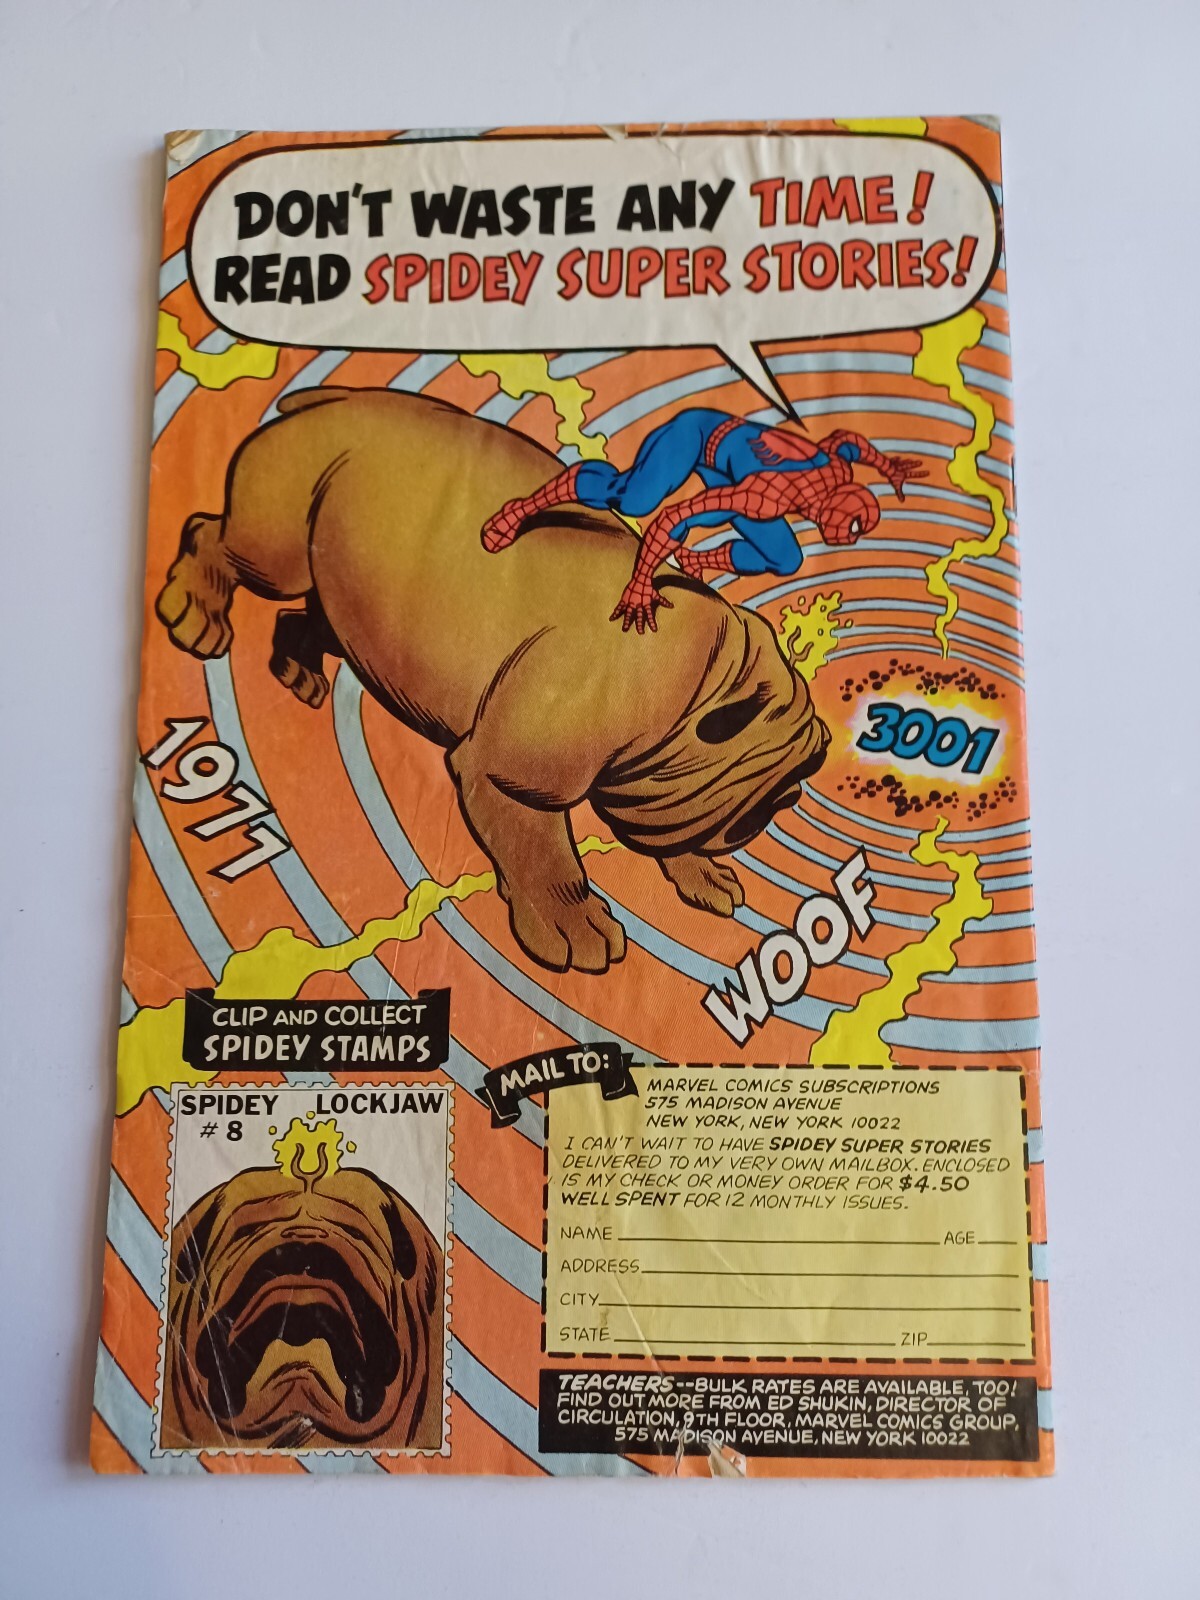 DON'T WASTE ANY TIME!
READ SPIDEY SUPER STORIES!
3001
1977
WOOF
CLIP AND COLLECT
SPIDEY STAMPS
SPIDEY LOCKJAW
# 8
MAIL TO:
MARVEL COMICS SUBSCRIPTIONS
575 MADISON AVENUE
NEW YORK, NEW YORK 10022
I CAN'T WAIT TO HAVE SPIDEY SUPER STORIES
DELIVERED TO MY VERY OWN MAILBOX. ENCLOSED
IS MY CHECK OR MONEY ORDER FOR $4.50
WELL SPENT FOR 12 MONTHLY ISSUES.
NAME AGE
ADDRESS
CITY
STATE ZIP
TEACHERS--BULK RATES ARE AVAILABLE, TOO!
FIND OUT MORE FROM ED SHUKIN, DIRECTOR OF
CIRCULATION, 9TH FLOOR, MARVEL COMICS GROUP,
575 MADISON AVENUE, NEW YORK 10022